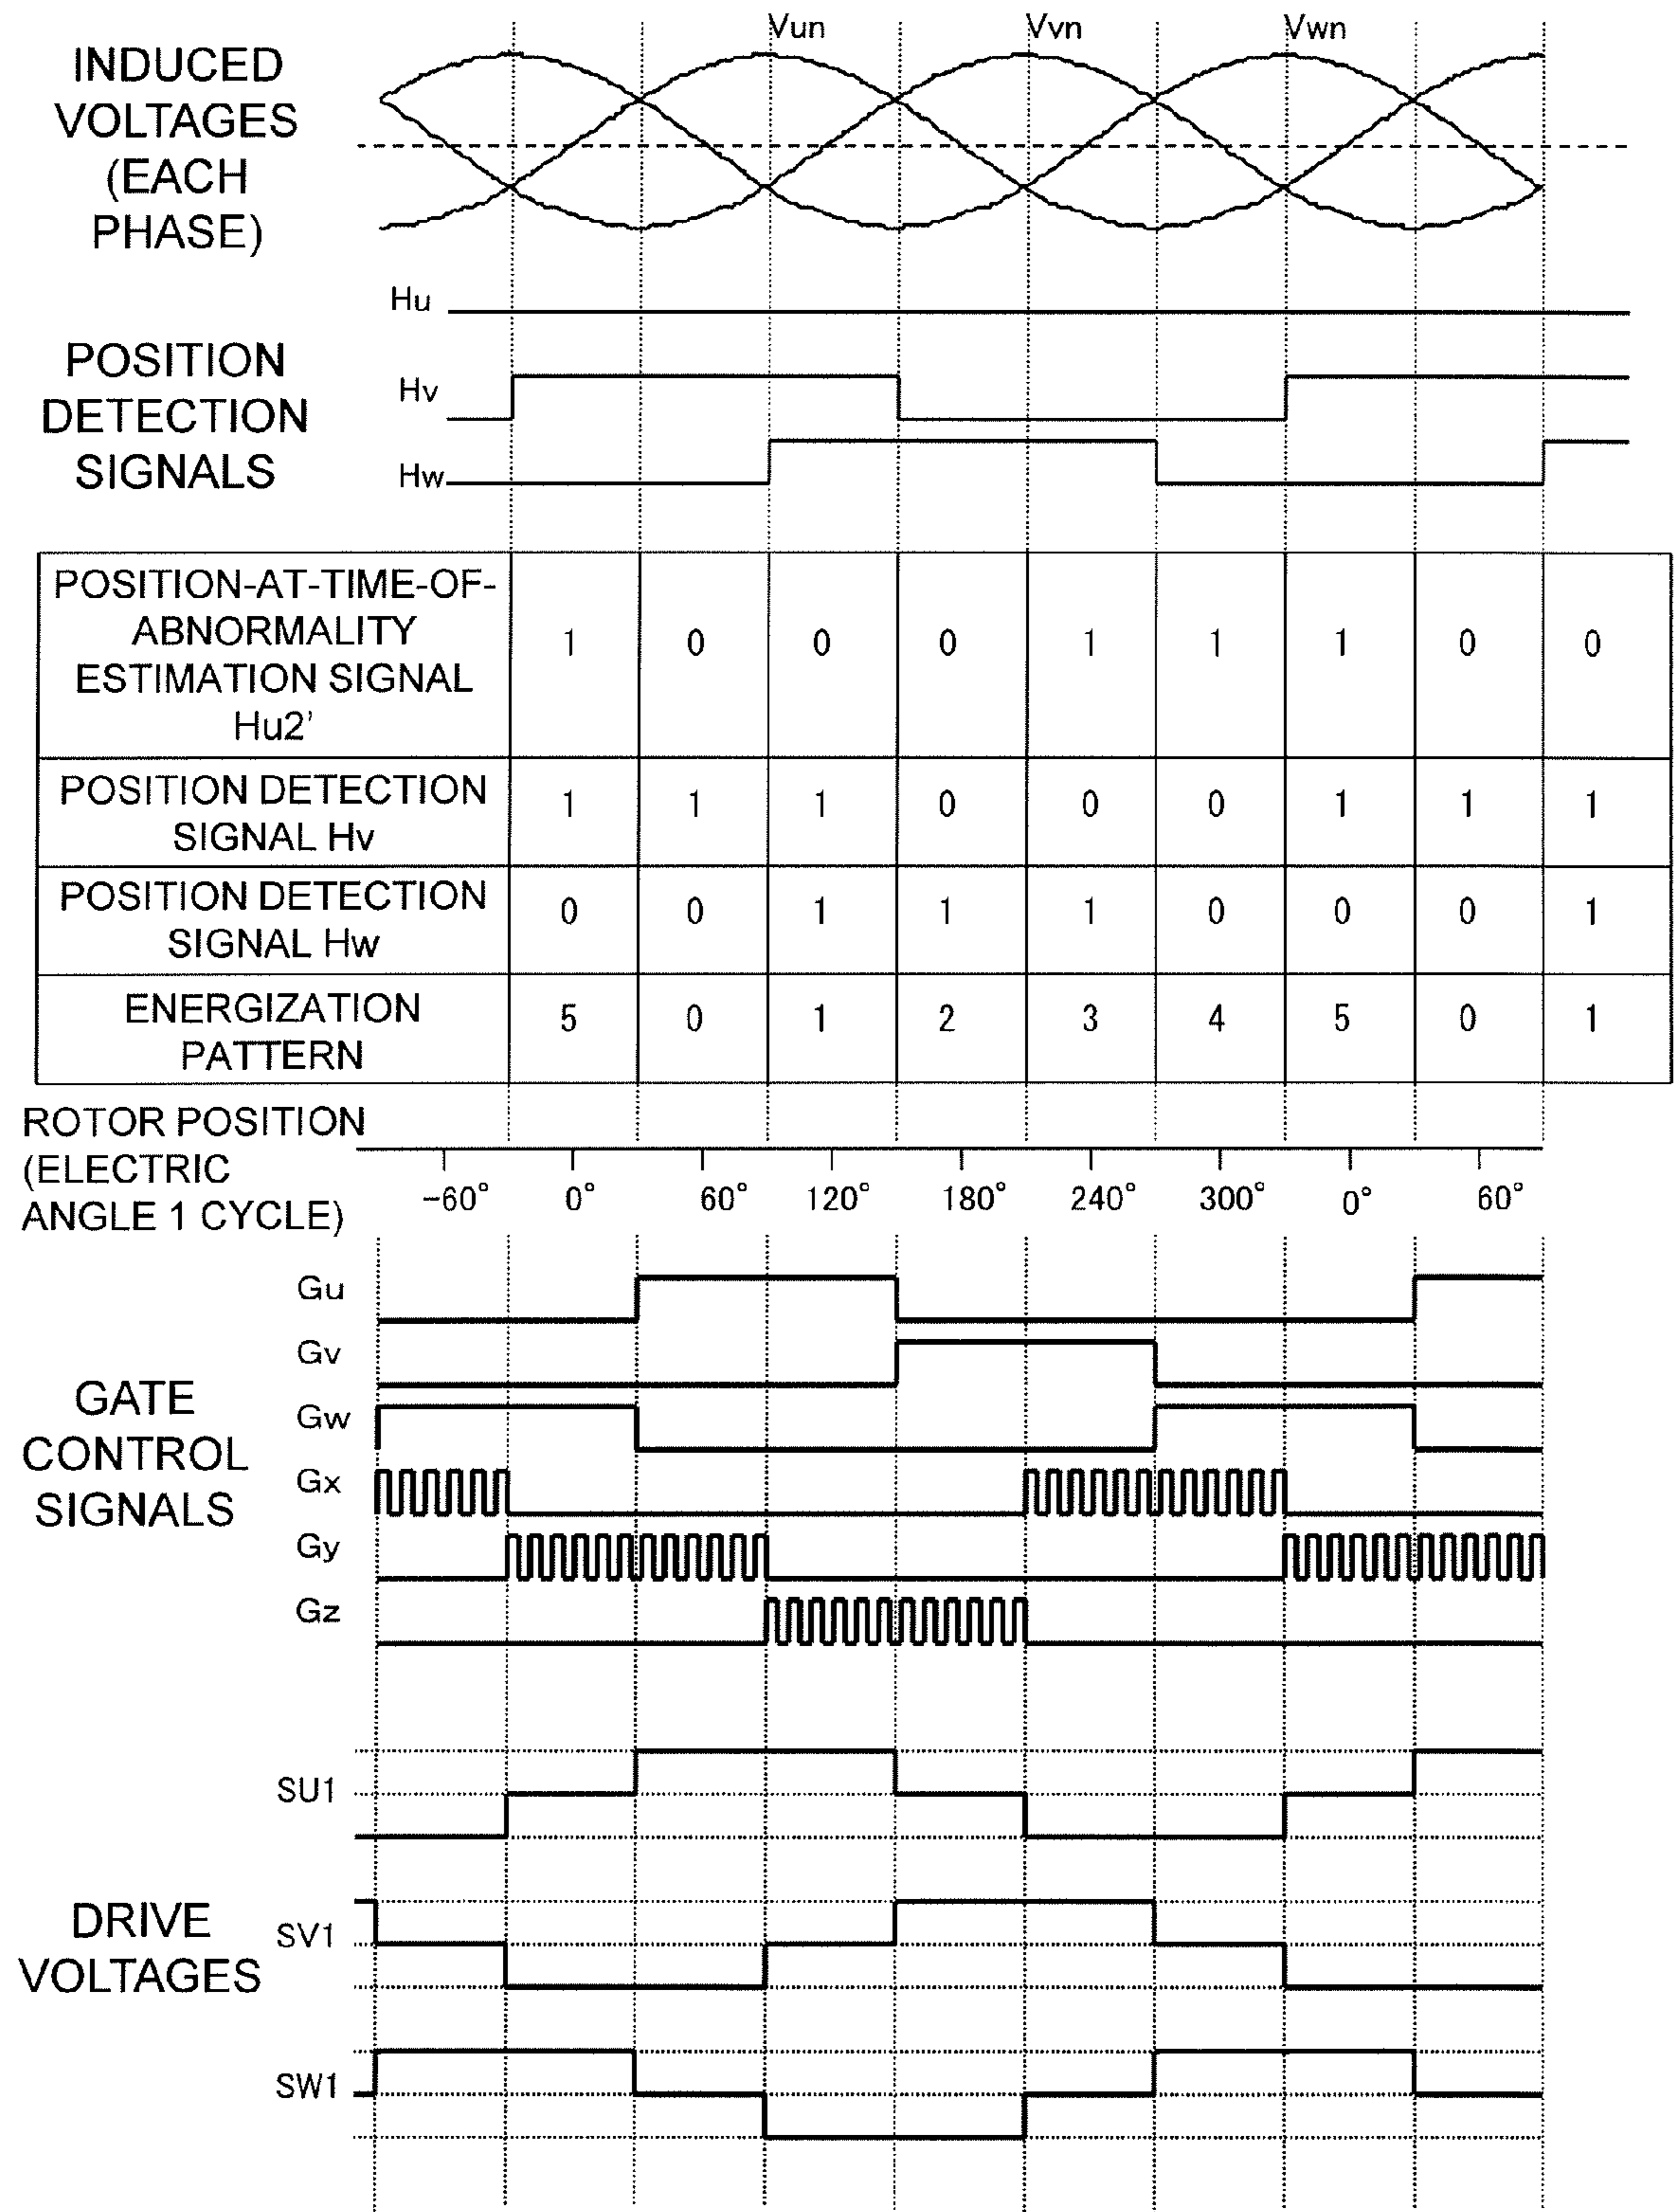 Vun Vvn Vwn
INDUCED
VOLTAGES
(EACH
PHASE)
Hu
POSITION
DETECTION
SIGNALS
Hv
Hw
POSITION-AT-TIME-OF-
ABNORMALITY
ESTIMATION SIGNAL
Hu2'
1 0 0 0 1 1 1 0 0
POSITION DETECTION
SIGNAL Hv
1 1 1 0 0 0 1 1 1
POSITION DETECTION
SIGNAL Hw
0 0 1 1 1 0 0 0 1
ENERGIZATION
PATTERN
5 0 1 2 3 4 5 0 1
ROTOR POSITION
(ELECTRIC
ANGLE 1 CYCLE)
-60° 0° 60° 120° 180° 240° 300° 0° 60°
GATE
CONTROL
SIGNALS
Gu
Gv
Gw
Gx
Gy
Gz
DRIVE
VOLTAGES
SU1
SV1
SW1